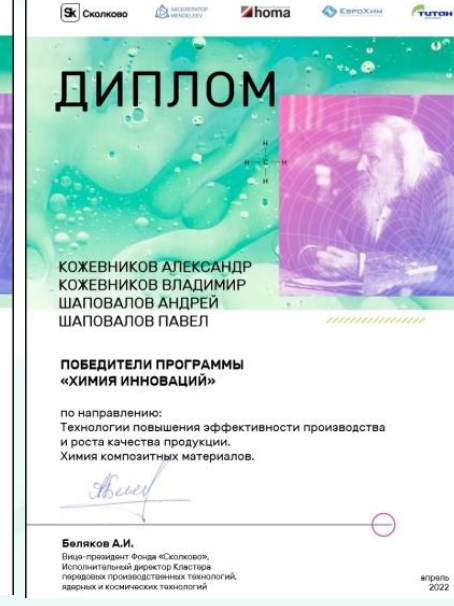 Sk Сколково
АКСЕЛЕРАТОР
MENDELEEV
homa
ЕвроХим
ТИТАН
ДИПЛОМ
H
H C H
H
КОЖЕВНИКОВ АЛЕКСАНДР
КОЖЕВНИКОВ ВЛАДИМИР
ШАПОВАЛОВ АНДРЕЙ
ШАПОВАЛОВ ПАВЕЛ
ПОБЕДИТЕЛИ ПРОГРАММЫ
«ХИМИЯ ИННОВАЦИЙ»
по направлению:
Технологии повышения эффективности производства
и роста качества продукции.
Химия композитных материалов.
Беляков А.И.
Вице-президент Фонда «Сколково»,
Исполнительный директор Кластера
передовых производственных технологий,
ядерных и космических технологий
апрель
2022